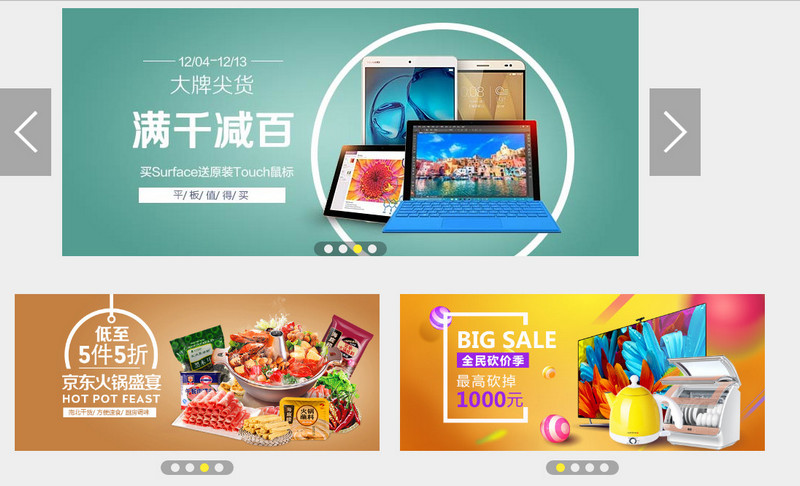 12/04-12/13
大牌尖货
满千减百
买Surface送原装Touch鼠标
平/板/值/得/买
低至
5件5折
京东火锅盛宴
HOT POT FEAST
BIG SALE
全民砍价季
最高砍掉
1000元